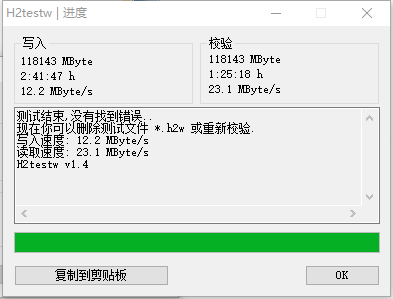 H2testw | 进度
写入
118143 MByte
2:41:47 h
12.2 MByte/s
校验
118143 MByte
1:25:18 h
23.1 MByte/s
测试结束,没有找到错误..
现在你可以删除测试文件 *.h2w 或重新校验.
写入速度: 12.2 MByte/s
读取速度: 23.1 MByte/s
H2testw v1.4
复制到剪贴板
OK